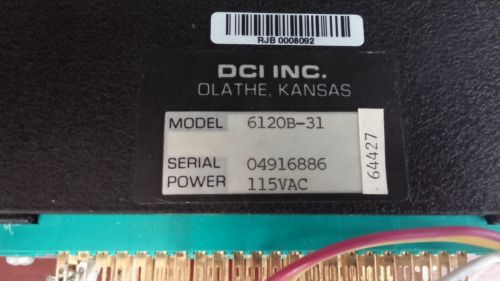 RJB 0008092
DCI INC.
OLATHE, KANSAS
MODEL 6120B-31
SERIAL 04916886
POWER 115VAC
64427